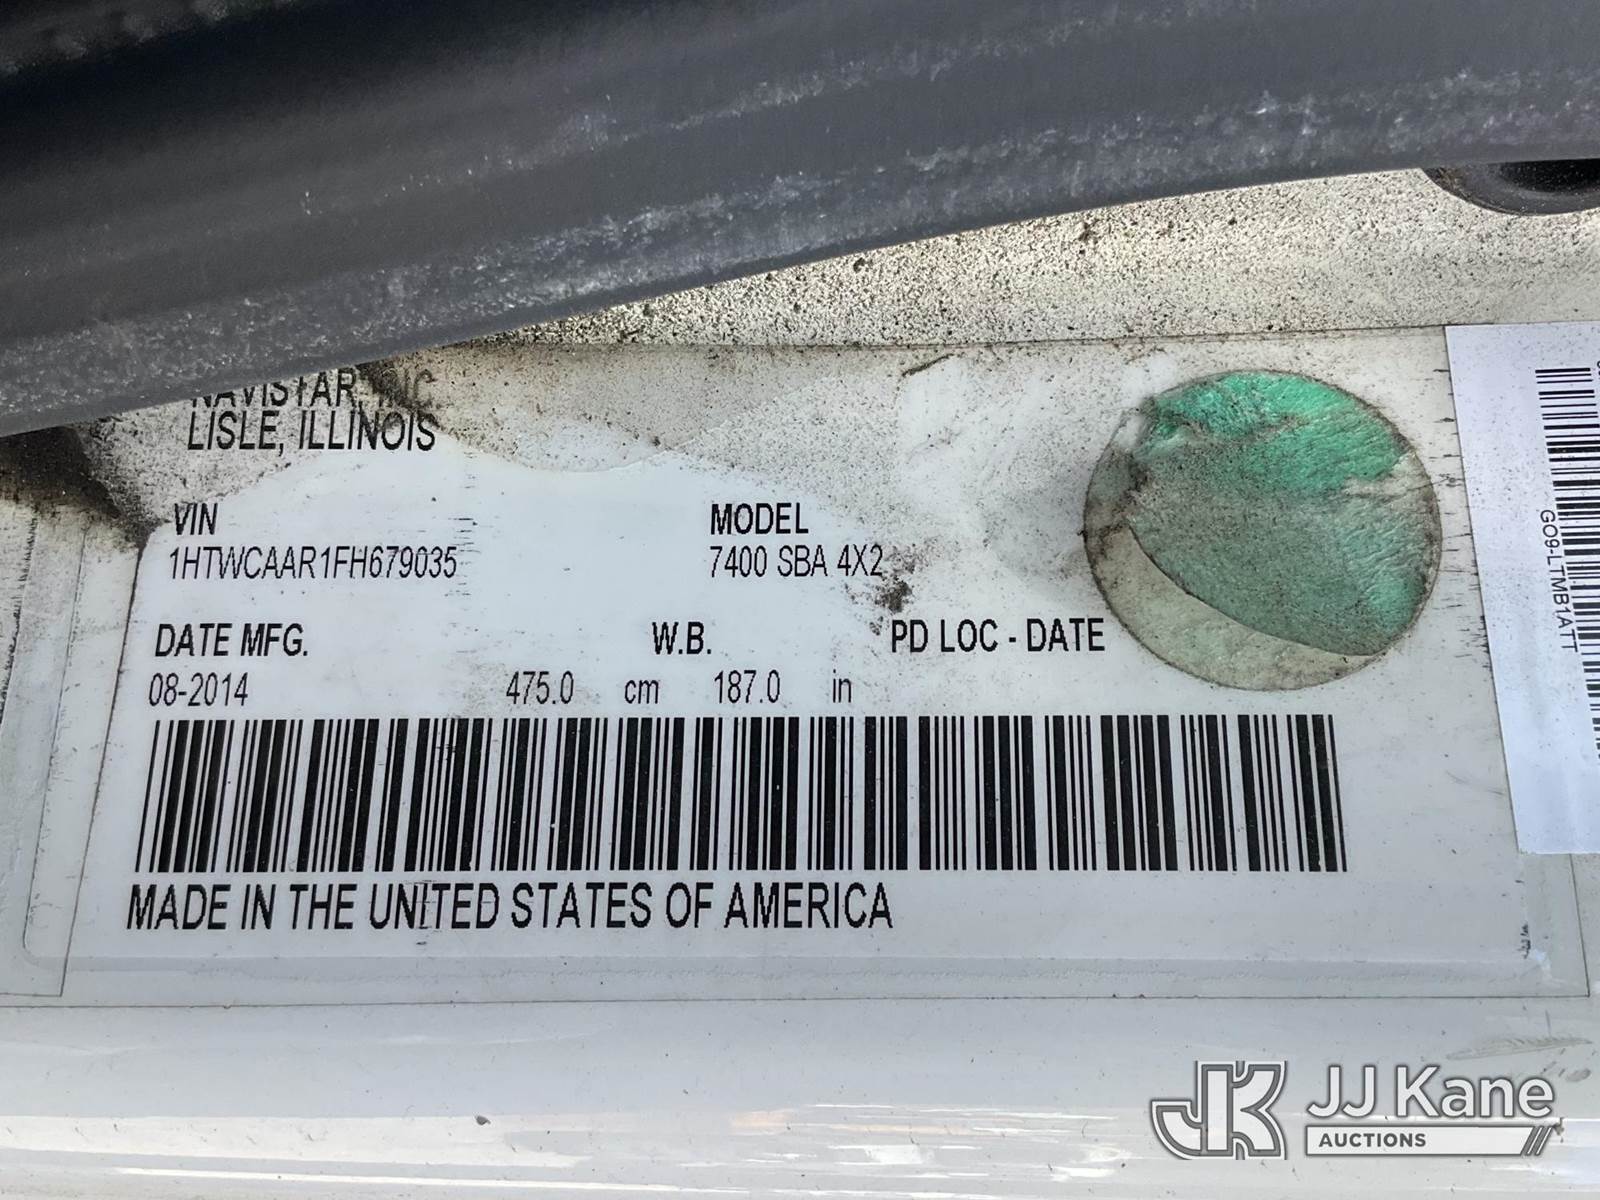 NAVISTAR, INC
LISLE, ILLINOIS
VIN MODEL
1HTWCAAR1FH679035 7400 SBA 4X2
DATE MFG. W.B. PD LOC - DATE
08-2014 475.0 cm 187.0 in
MADE IN THE UNITED STATES OF AMERICA
GO9-LTMB1ATT
JK JJ Kane
AUCTIONS